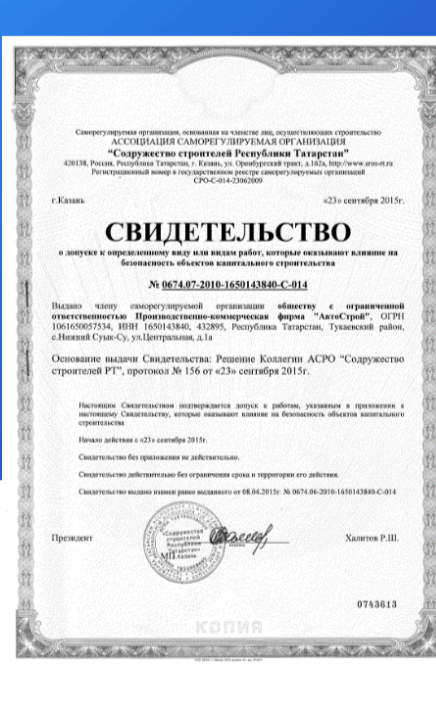 Саморегулируемая организация, основанная на членстве лиц, осуществляющих строительство
АССОЦИАЦИЯ САМОРЕГУЛИРУЕМАЯ ОРГАНИЗАЦИЯ
"Содружество строителей Республики Татарстан"
420138, Россия, Республика Татарстан, г. Казань, ул. Оренбургский тракт, д.162а, http://www.sros-rt.ru
Регистрационный номер в государственном реестре саморегулируемых организаций
СРО-С-014-23062009
г.Казань «23» сентября 2015г.
СВИДЕТЕЛЬСТВО
о допуске к определенному виду или видам работ, которые оказывают влияние на
безопасность объектов капитального строительства
№ 0674.07-2010-1650143840-С-014
Выдано члену саморегулируемой организации обществу с ограниченной
ответственностью Производственно-коммерческая фирма "АвтоСтрой", ОГРН
1061650057534, ИНН 1650143840, 432895, Республика Татарстан, Тукаевский район,
с.Нижний Суык-Су, ул.Центральная, д.1а
Основание выдачи Свидетельства: Решение Коллегии АСРО "Содружество
строителей РТ", протокол № 156 от «23» сентября 2015г.
Настоящим Свидетельством подтверждается допуск к работам, указанным в приложении к
настоящему Свидетельству, которые оказывают влияние на безопасность объектов капитального
строительства
Начало действия с «23» сентября 2015г.
Свидетельство без приложения не действительно.
Свидетельство действительно без ограничения срока и территории его действия.
Свидетельство выдано взамен ранее выданного от 08.04.2015г. № 0674.06-2010-1650143840-С-014
«Содружество
строителей
Республики
Татарстан»
Президент МП Казань Халитов Р.Ш.
0743613
КОПИЯ